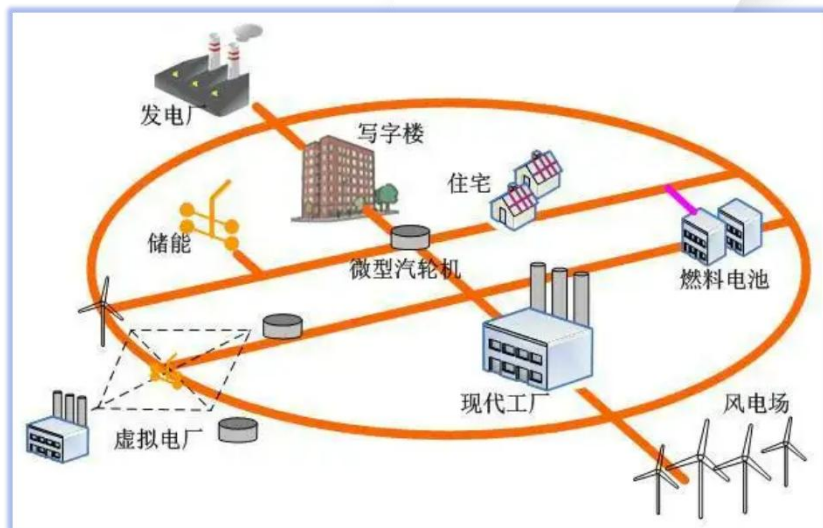 发电厂
写字楼
住宅
储能
微型汽轮机
燃料电池
现代工厂
风电场
虚拟电厂